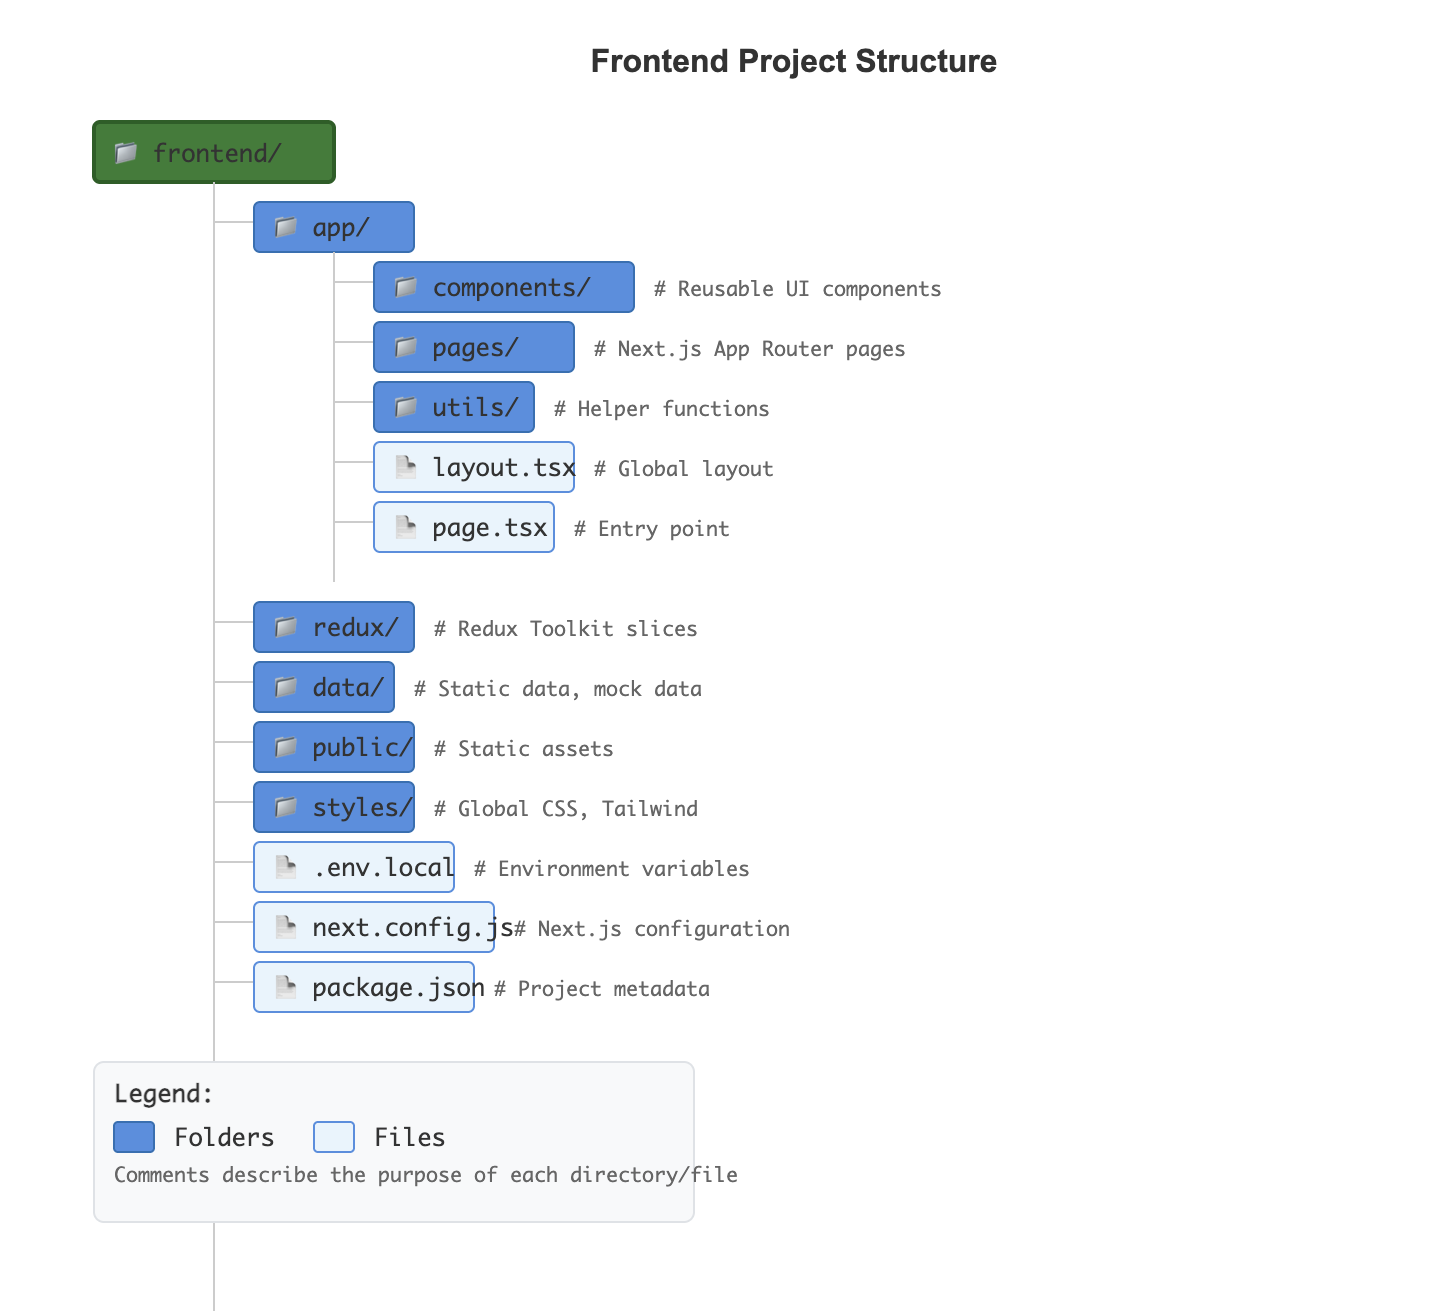 Frontend Project Structure
frontend/
app/
components/ # Reusable UI components
pages/ # Next.js App Router pages
utils/ # Helper functions
layout.tsx # Global layout
page.tsx # Entry point
redux/ # Redux Toolkit slices
data/ # Static data, mock data
public/ # Static assets
styles/ # Global CSS, Tailwind
.env.local # Environment variables
next.config.js # Next.js configuration
package.json # Project metadata
Legend:
Folders Files
Comments describe the purpose of each directory/file